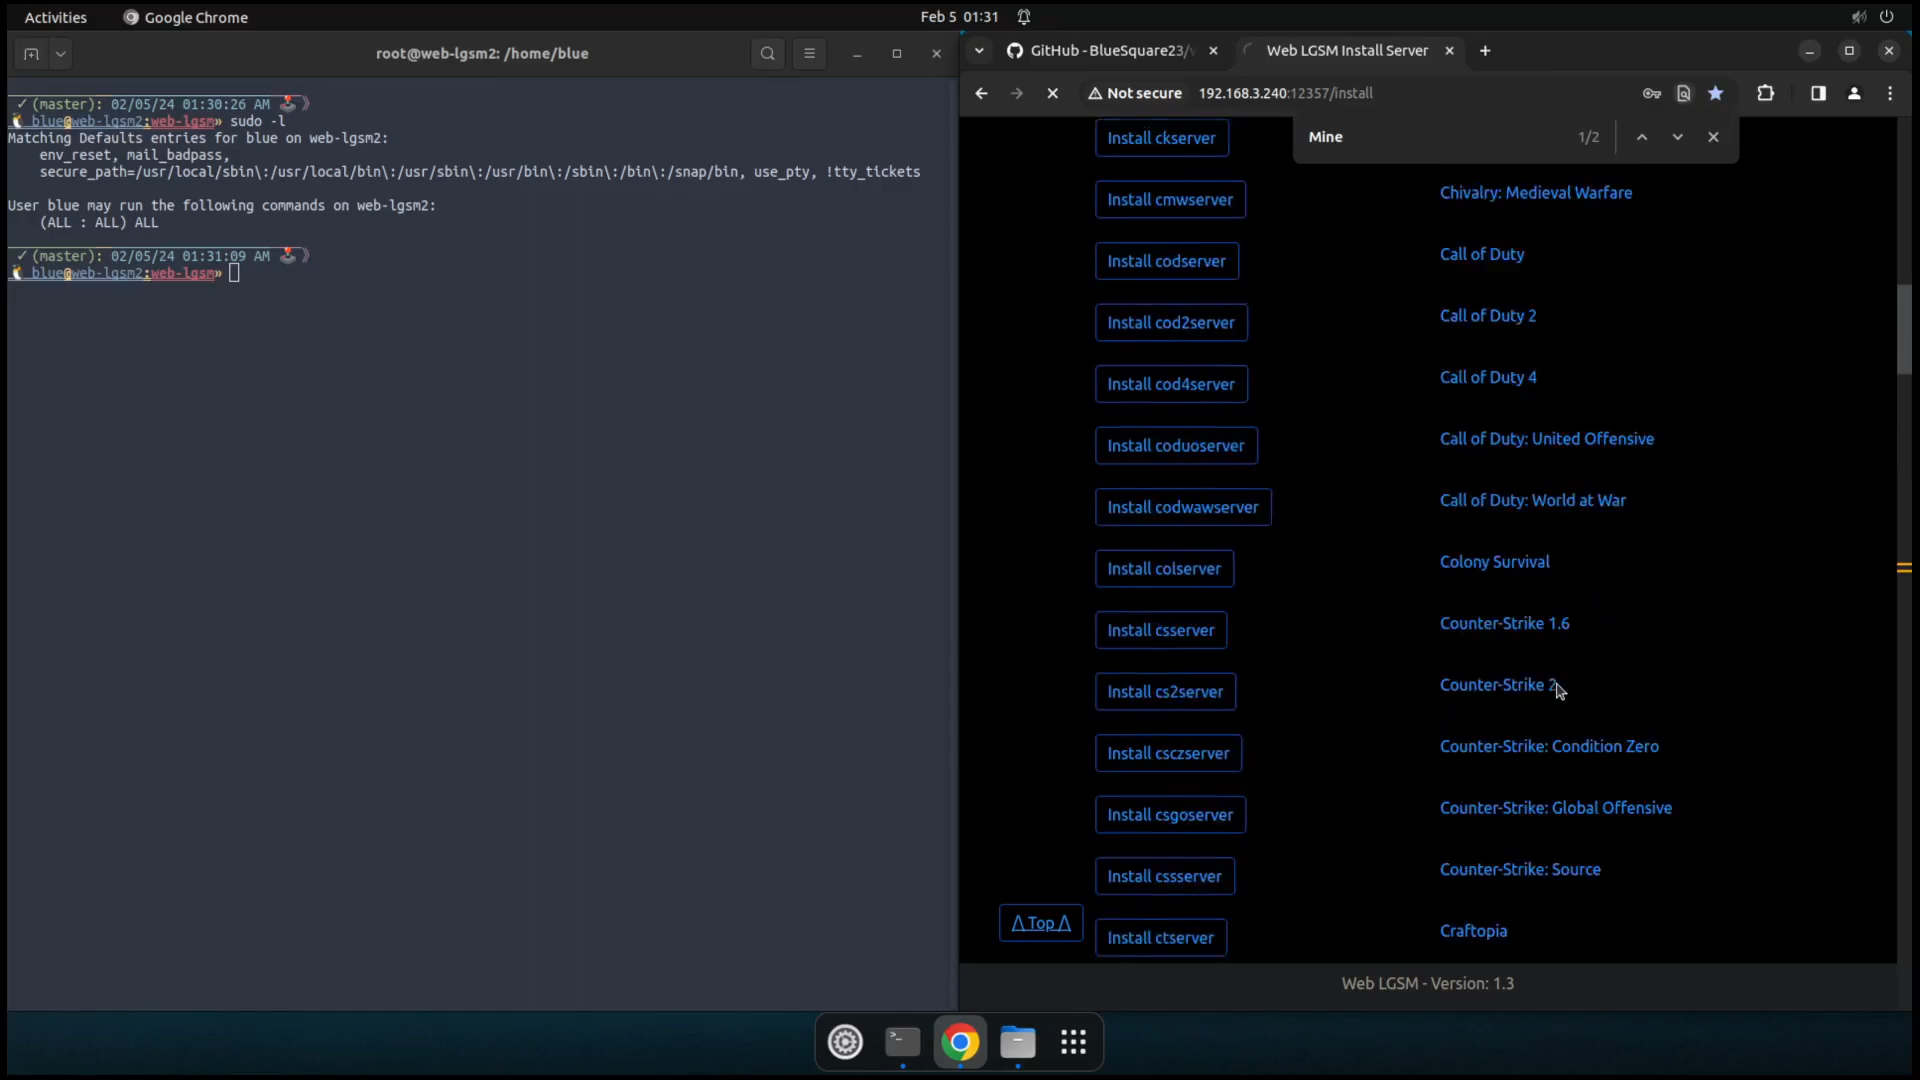 Activities
Google Chrome
Feb 5 01:31
root@web-lgsm2: /home/blue
✓ (master): 02/05/24 01:30:26 AM
blue@web-lgsm2:web-lgsm» sudo -l
Matching Defaults entries for blue on web-lgsm2:
env_reset, mail_badpass,
secure_path=/usr/local/sbin\:/usr/local/bin\:/usr/sbin\:/usr/bin\:/sbin\:/bin\:/snap/bin, use_pty, !tty_tickets
User blue may run the following commands on web-lgsm2:
(ALL : ALL) ALL
✓ (master): 02/05/24 01:31:09 AM
blue@web-lgsm2:web-lgsm»
GitHub - BlueSquare23/
Web LGSM Install Server
Not secure 192.168.3.240:12357/install
Mine 1/2
Install ckserver
Install cmwserver Chivalry: Medieval Warfare
Install codserver Call of Duty
Install cod2server Call of Duty 2
Install cod4server Call of Duty 4
Install coduoserver Call of Duty: United Offensive
Install codwawserver Call of Duty: World at War
Install colserver Colony Survival
Install csserver Counter-Strike 1.6
Install cs2server Counter-Strike 2
Install csczserver Counter-Strike: Condition Zero
Install csgoserver Counter-Strike: Global Offensive
Install cssserver Counter-Strike: Source
Install ctserver Craftopia
/\ Top /\
Web LGSM - Version: 1.3